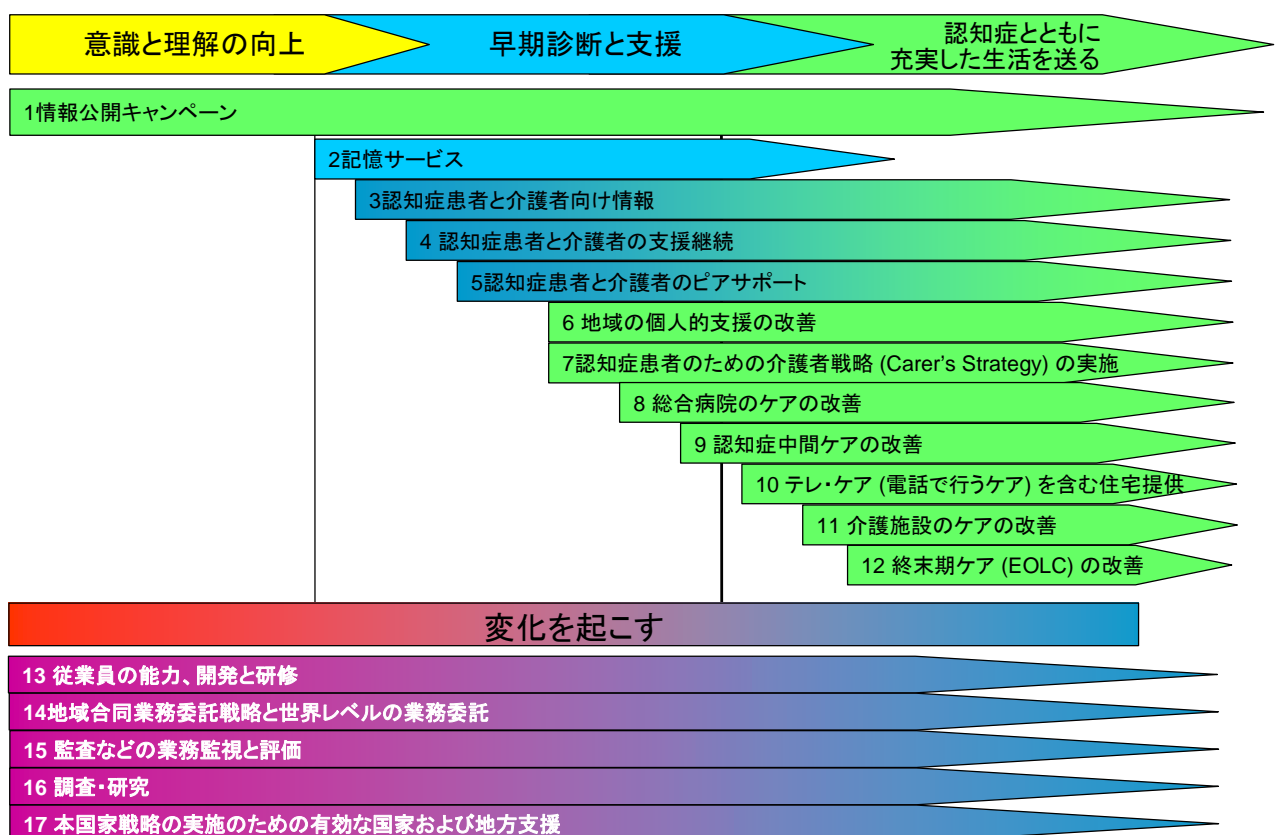 意識と理解の向上
早期診断と支援
認知症とともに
充実した生活を送る
1情報公開キャンペーン
2記憶サービス
3認知症患者と介護者向け情報
4 認知症患者と介護者の支援継続
5認知症患者と介護者のピアサポート
6 地域の個人的支援の改善
7認知症患者のための介護者戦略 (Carer's Strategy) の実施
8 総合病院のケアの改善
9 認知症中間ケアの改善
10 テレ・ケア (電話で行うケア) を含む住宅提供
11 介護施設のケアの改善
12 終末期ケア (EOLC) の改善
変化を起こす
13 従業員の能力、開発と研修
14地域合同業務委託戦略と世界レベルの業務委託
15 監査などの業務監視と評価
16 調査・研究
17 本国家戦略の実施のための有効な国家および地方支援